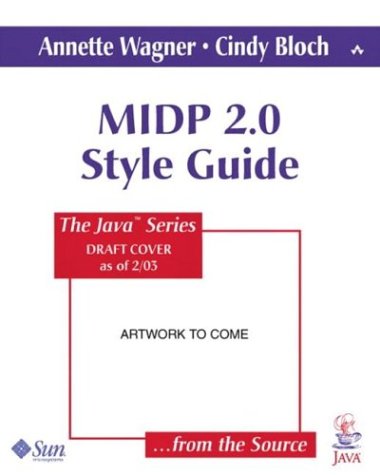 Annette Wagner • Cindy Bloch
MIDP 2.0
Style Guide
The Java™ Series
DRAFT COVER
as of 2/03
ARTWORK TO COME
...from the Source
Sun
microsystems
JAVA